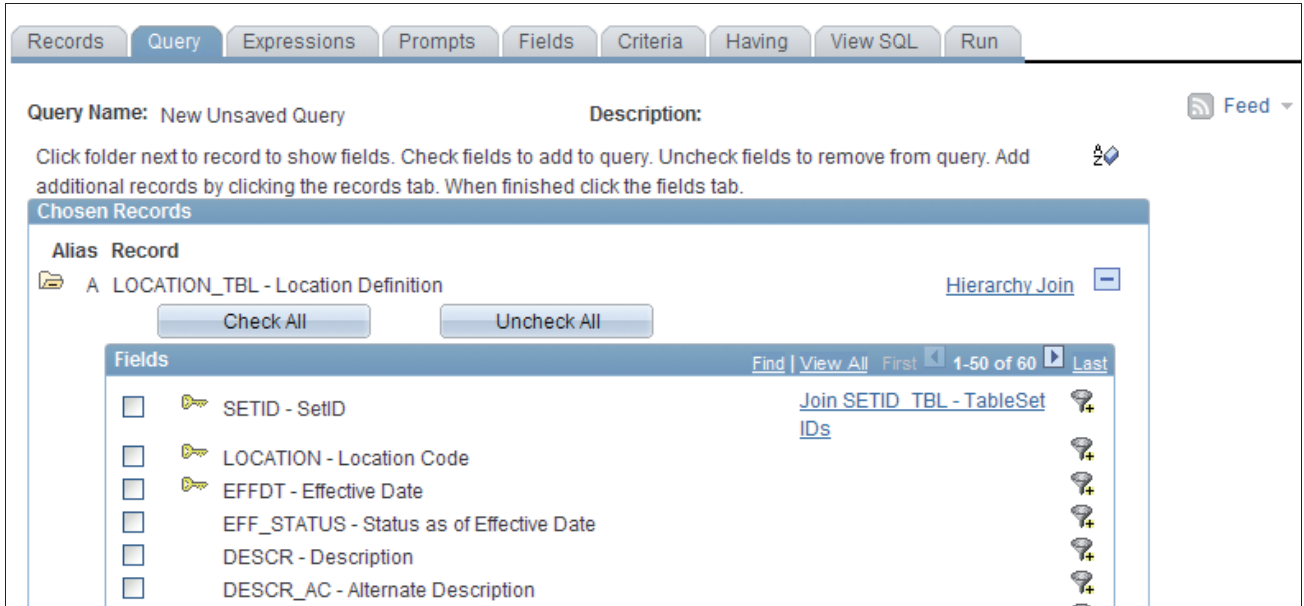 Records Query Expressions Prompts Fields Criteria Having View SQL Run
Query Name: New Unsaved Query Description: Feed
Click folder next to record to show fields. Check fields to add to query. Uncheck fields to remove from query. Add
additional records by clicking the records tab. When finished click the fields tab.
A
Z
Chosen Records
Alias Record
A LOCATION_TBL - Location Definition Hierarchy Join
Check All Uncheck All
Fields Find | View All First 1-50 of 60 Last
SETID - SetID Join SETID_TBL - TableSet
IDs
LOCATION - Location Code
EFFDT - Effective Date
EFF_STATUS - Status as of Effective Date
DESCR - Description
DESCR_AC - Alternate Description